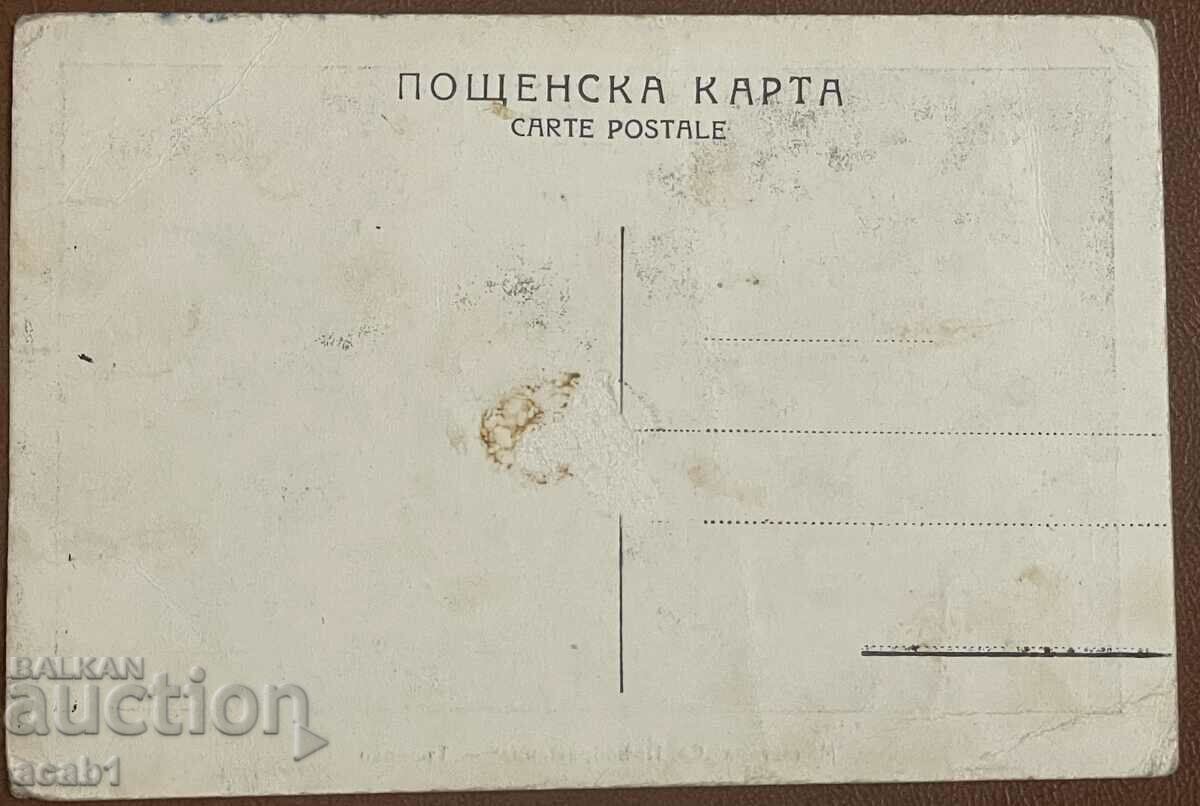 ПОЩЕНСКА КАРТА
CARTE POSTALE
BALKAN
auction
acab1